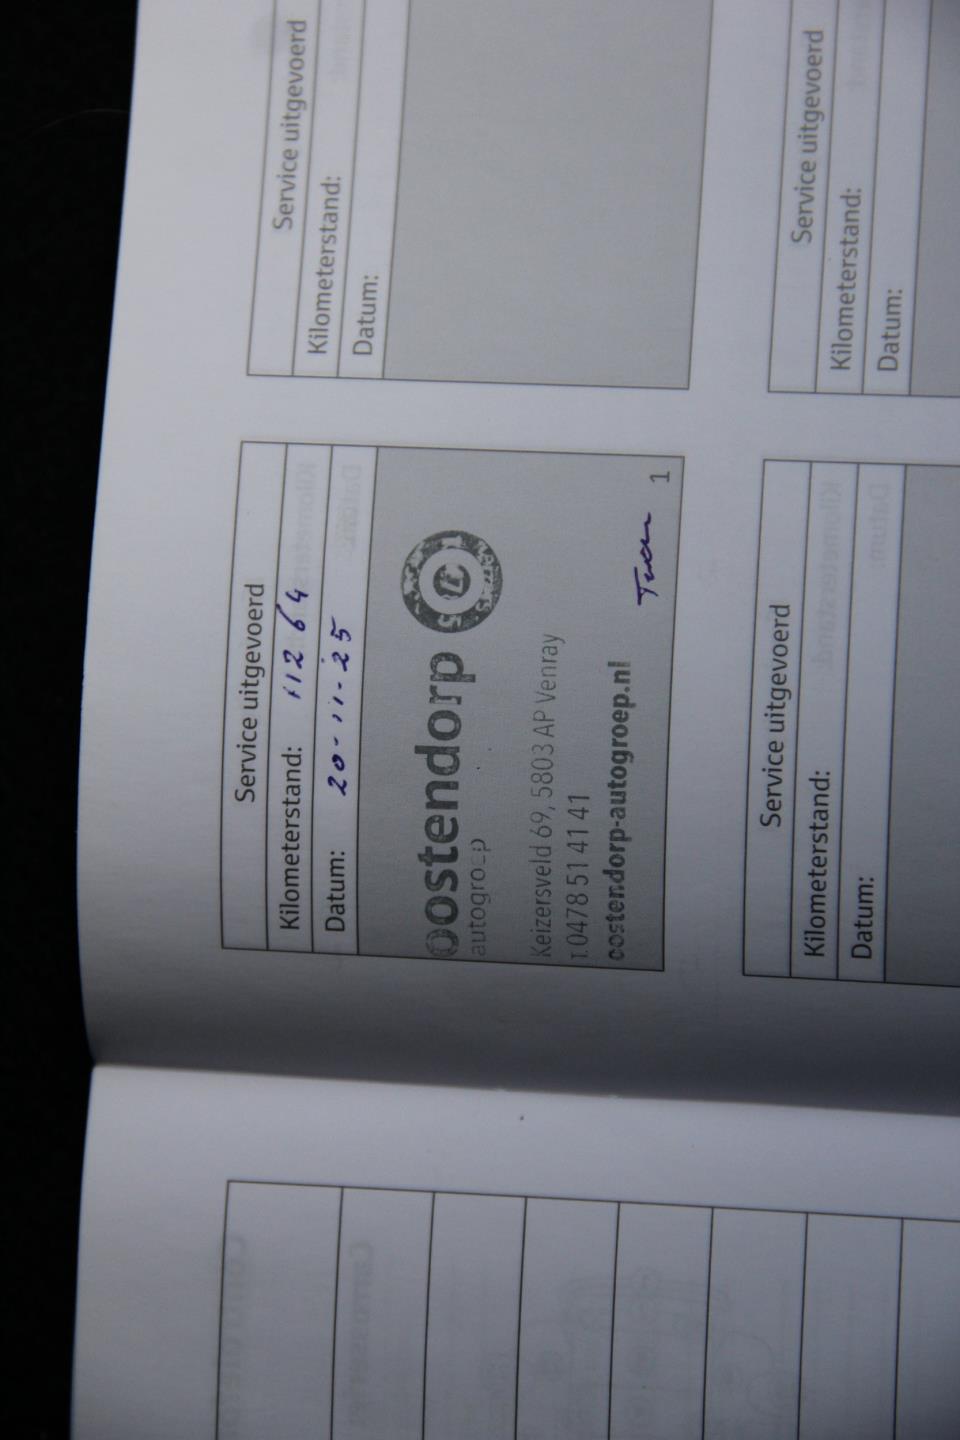 Service uitgevoerd
Kilometerstand: 11264
Datum: 20-11-25
oostendorp
autogroep
Keizersveld 69, 5803 AP Venray
T.0478 51 41 41
oostendorp-autogroep.nl
1
Service uitgevoerd
Kilometerstand:
Datum:
Service uitgevoerd
Kilometerstand:
Datum:
Service uitgevoerd
Kilometerstand:
Datum: